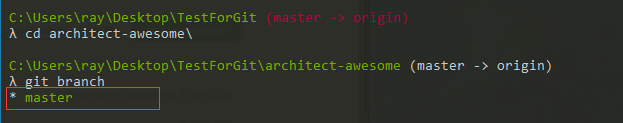 C:\Users\ray\Desktop\TestForGit (master -> origin)
λ cd architect-awesome\
C:\Users\ray\Desktop\TestForGit\architect-awesome (master -> origin)
λ git branch
* master